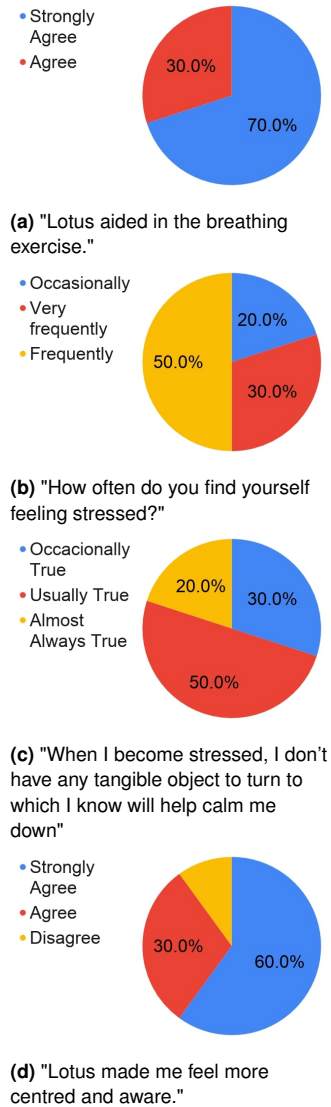 Strongly
Agree
Agree
30.0%
70.0%
(a) "Lotus aided in the breathing
exercise."
Occasionally
Very
frequently
Frequently
20.0%
50.0%
30.0%
(b) "How often do you find yourself
feeling stressed?"
Occacionally
True
Usually True
Almost
Always True
20.0%
30.0%
50.0%
(c) "When I become stressed, I don't
have any tangible object to turn to
which I know will help calm me
down"
Strongly
Agree
Agree
Disagree
30.0%
60.0%
(d) "Lotus made me feel more
centred and aware."